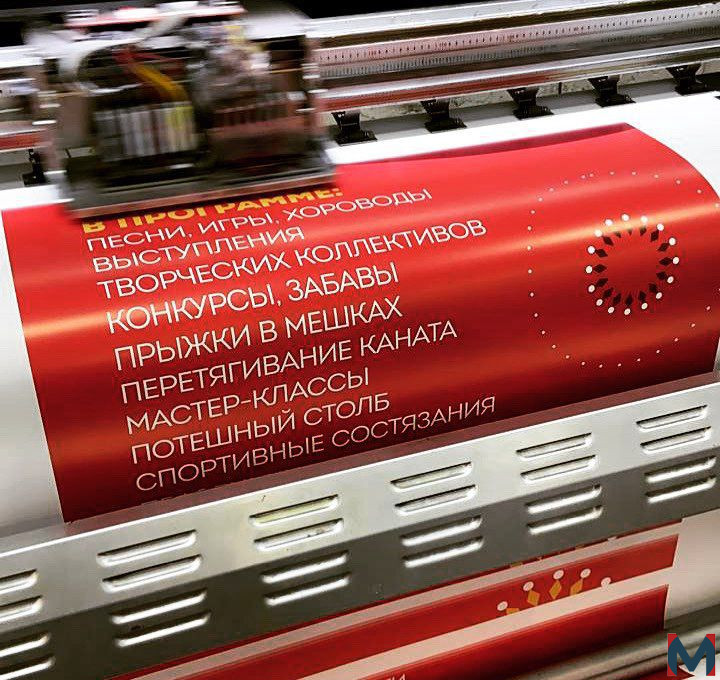 В ПРОГРАММЕ:
ПЕСНИ, ИГРЫ, ХОРОВОДЫ
ВЫСТУПЛЕНИЯ
ТВОРЧЕСКИХ КОЛЛЕКТИВОВ
КОНКУРСЫ, ЗАБАВЫ
ПРЫЖКИ В МЕШКАХ
ПЕРЕТЯГИВАНИЕ КАНАТА
МАСТЕР-КЛАССЫ
ПОТЕШНЫЙ СТОЛБ
СПОРТИВНЫЕ СОСТЯЗАНИЯ
M